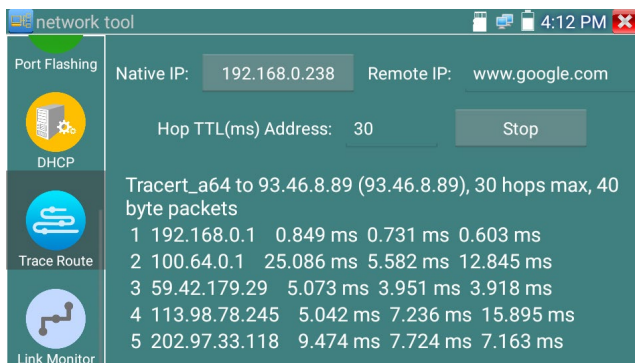 network tool
4:12 PM
Port Flashing
Native IP: 192.168.0.238 Remote IP: www.google.com
Hop TTL(ms) Address: 30 Stop
DHCP
Tracert_a64 to 93.46.8.89 (93.46.8.89), 30 hops max, 40
byte packets
1 192.168.0.1 0.849 ms 0.731 ms 0.603 ms
Trace Route
2 100.64.0.1 25.086 ms 5.582 ms 12.845 ms
3 59.42.179.29 5.073 ms 3.951 ms 3.918 ms
4 113.98.78.245 5.042 ms 7.236 ms 15.895 ms
5 202.97.33.118 9.474 ms 7.724 ms 7.163 ms
Link Monitor